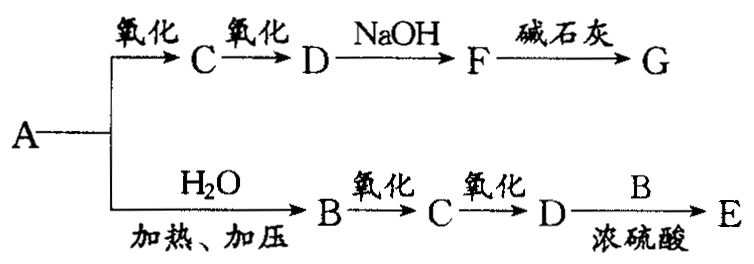 氧化 氧化 NaOH 碱石灰
C D F G
A
H₂O 氧化 氧化 B
B C D E
加热、加压 浓硫酸